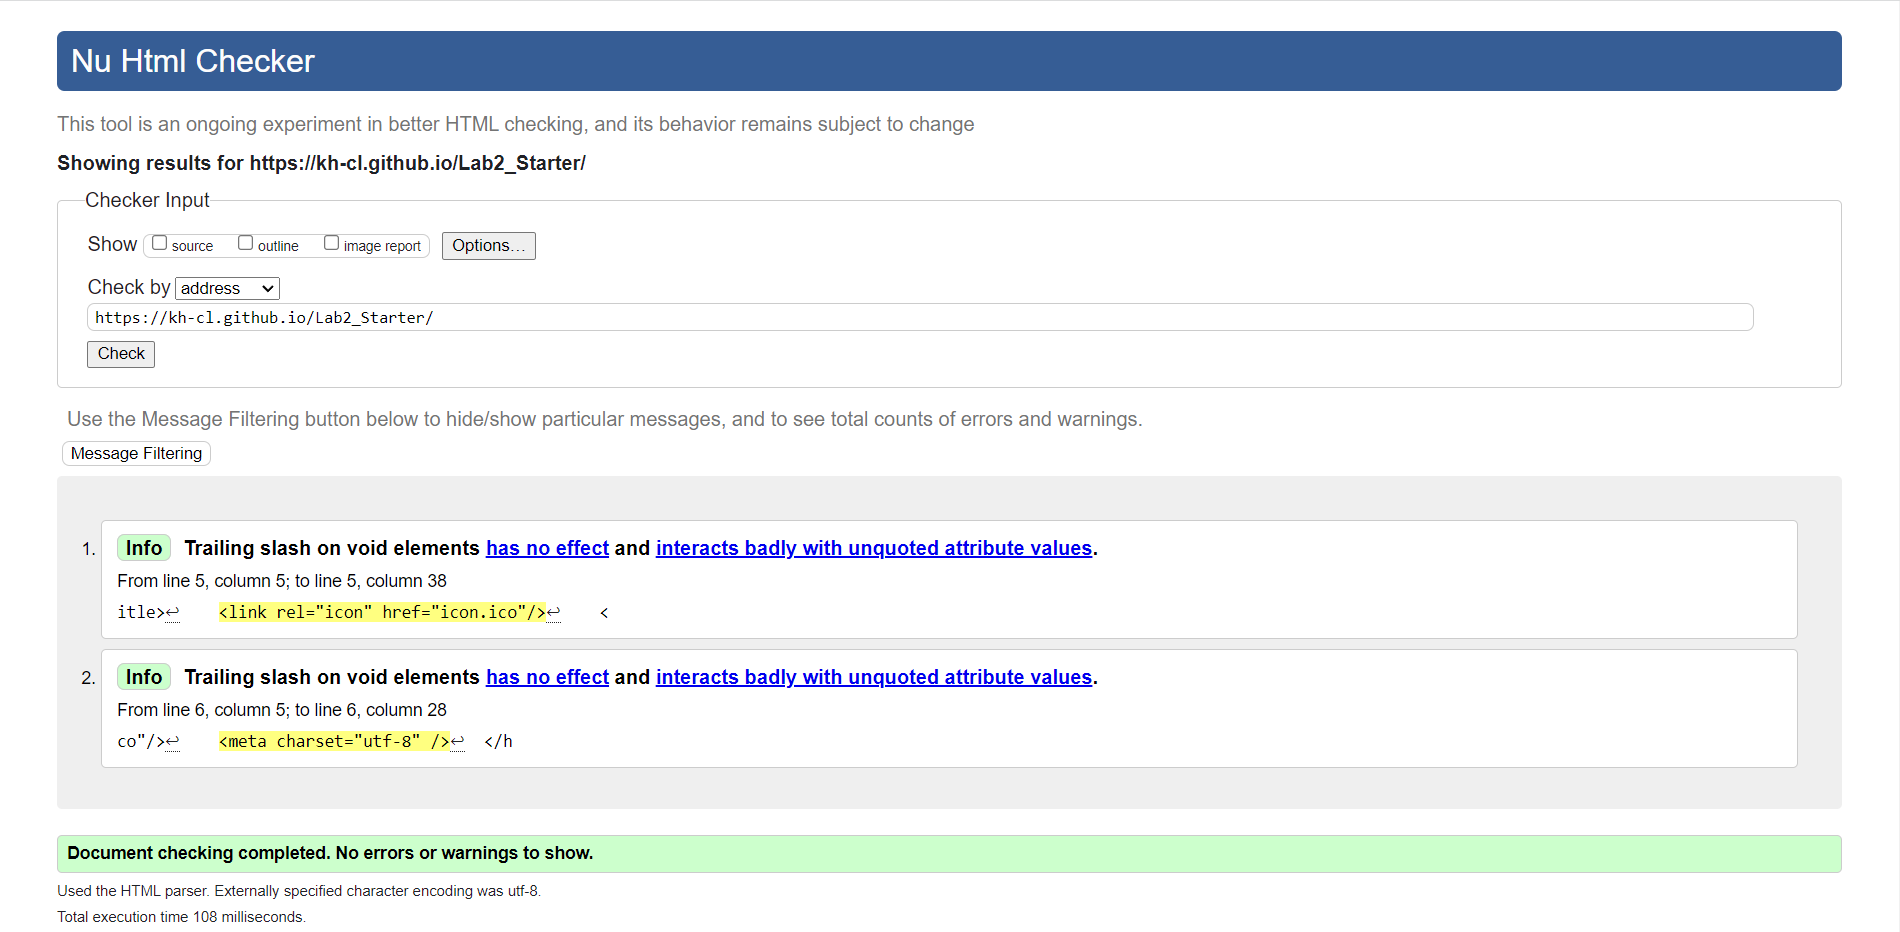 Nu Html Checker
This tool is an ongoing experiment in better HTML checking, and its behavior remains subject to change
Showing results for https://kh-cl.github.io/Lab2_Starter/
Checker Input
Show source outline image report Options...
Check by address
https://kh-cl.github.io/Lab2_Starter/
Check
Use the Message Filtering button below to hide/show particular messages, and to see total counts of errors and warnings.
Message Filtering
1. Info Trailing slash on void elements has no effect and interacts badly with unquoted attribute values.
From line 5, column 5; to line 5, column 38
itle>↩ <link rel="icon" href="icon.ico"/>↩ <
2. Info Trailing slash on void elements has no effect and interacts badly with unquoted attribute values.
From line 6, column 5; to line 6, column 28
co"/>↩ <meta charset="utf-8" />↩ </h
Document checking completed. No errors or warnings to show.
Used the HTML parser. Externally specified character encoding was utf-8.
Total execution time 108 milliseconds.